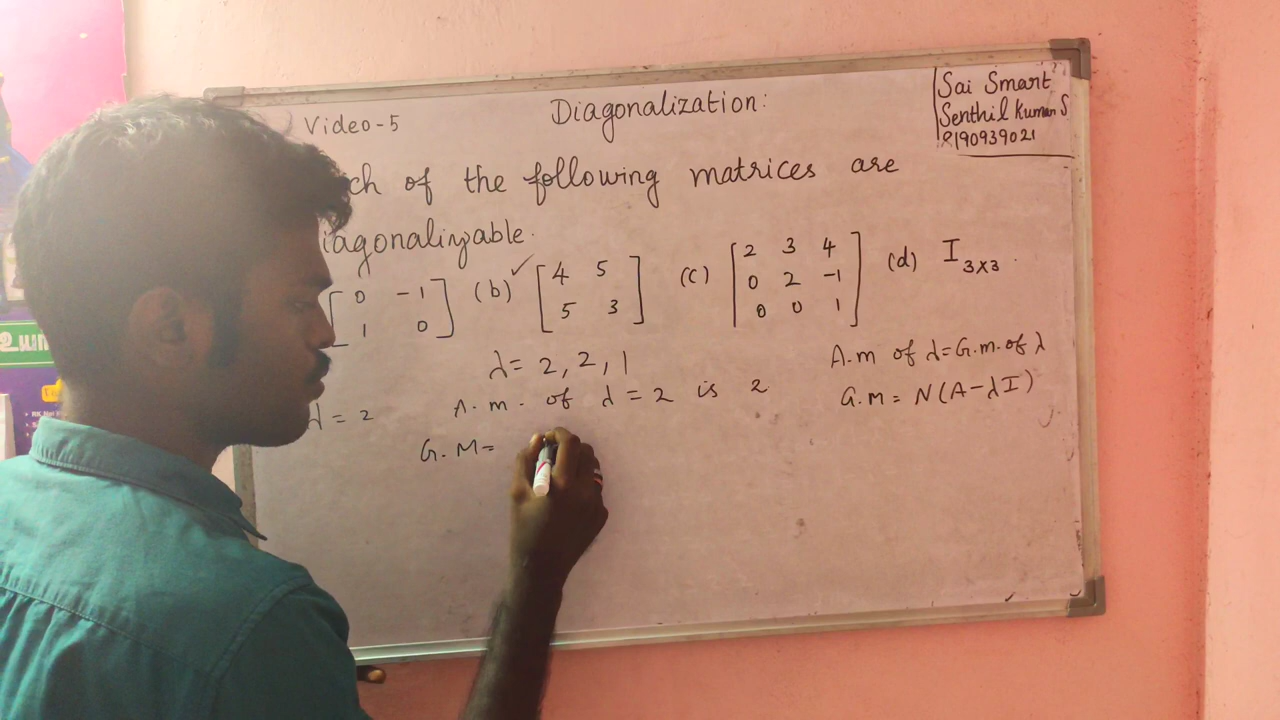 Video-5
Diagonalization:
Sai Smart
Senthil Kumar S
8190939021
ch of the following matrices are
iagonalizable.
[0 -1
1 0]
(b) ✓ [4 5
5 3]
(c) [2 3 4
0 2 -1
0 0 1]
(d) I 3x3 .
λ = 2, 2, 1
A.m of λ=G.m. of λ
λ = 2
A.m. of λ = 2 is 2
G.m = N(A-λI)
G.M=
உயி